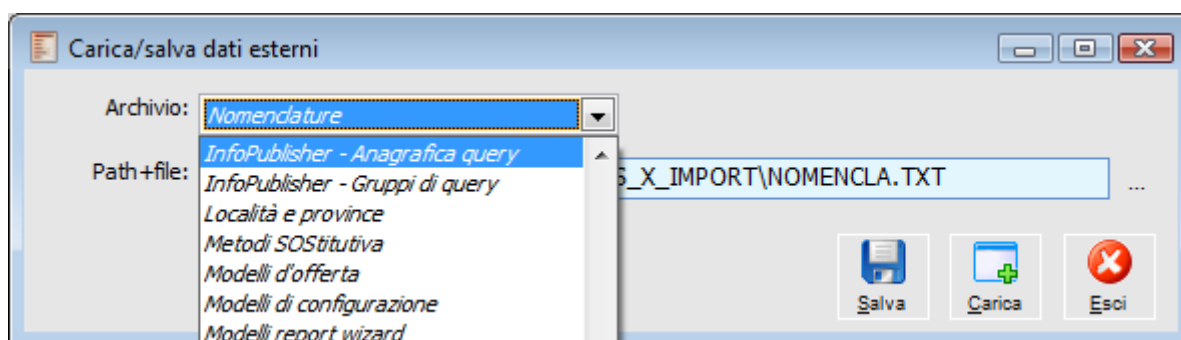 Carica/salva dati esterni
Archivio: Nomenclature
InfoPublisher - Anagrafica query
Path+file: S_X_IMPORT\NOMENCLA.TXT ...
InfoPublisher - Gruppi di query
Località e province
Metodi SOStitutiva
Modelli d'offerta
Modelli di configurazione
Modelli report wizard
Salva Carica Esci